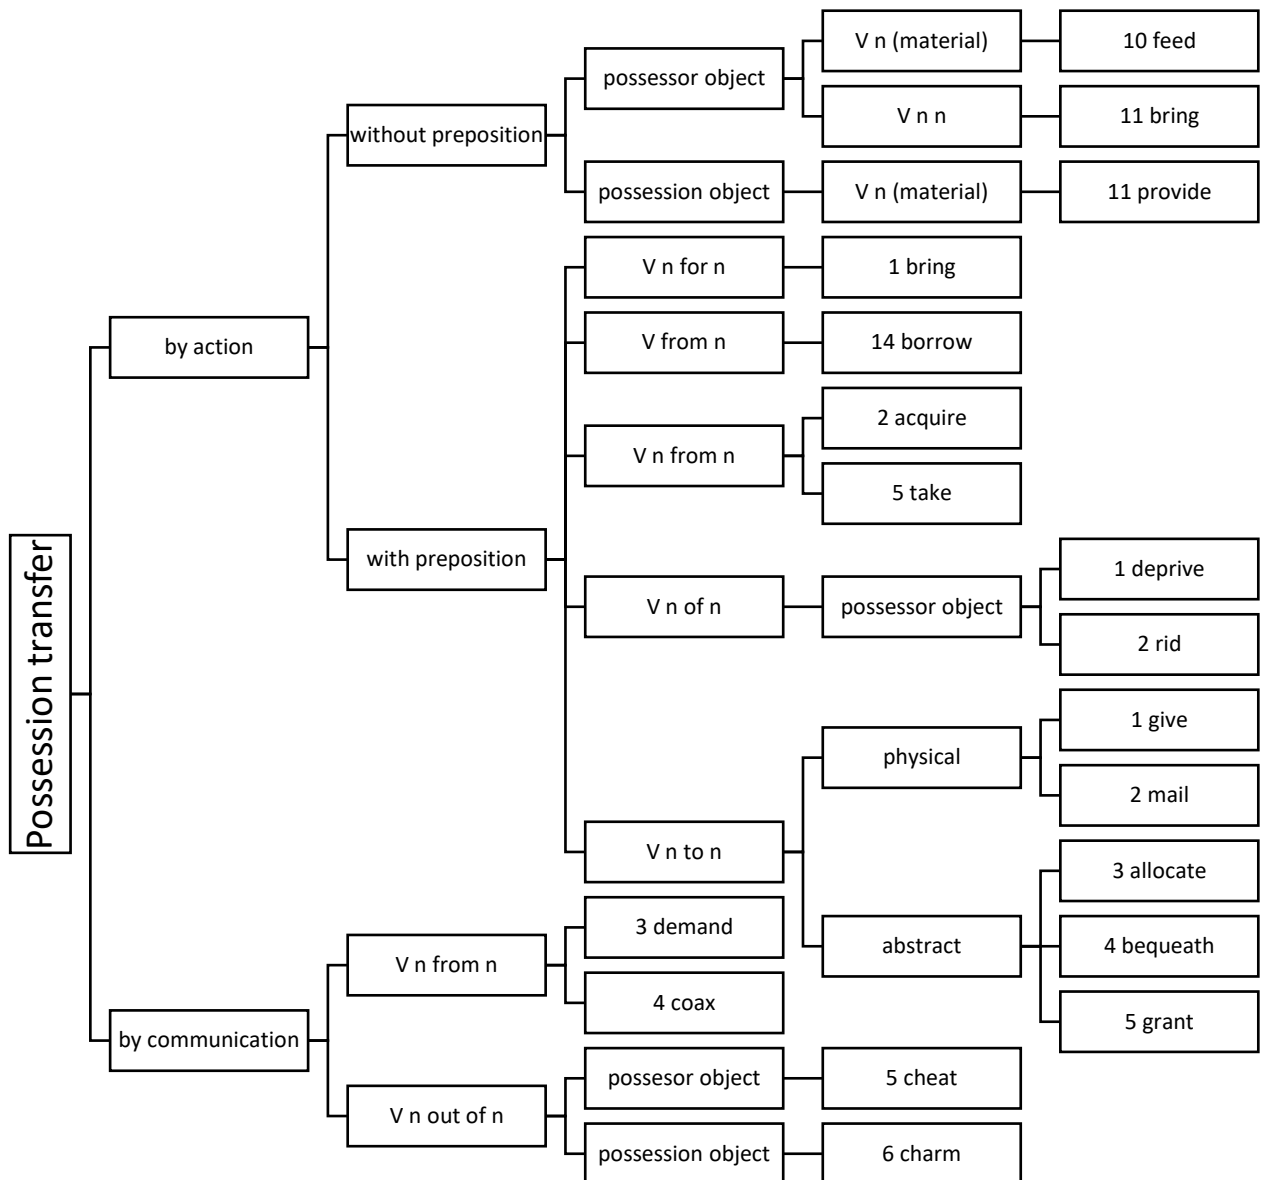 Possession transfer
by action
without preposition
possessor object
V n (material)
10 feed
V n n
11 bring
possession object
V n (material)
11 provide
with preposition
V n for n
1 bring
V from n
14 borrow
V n from n
2 acquire
5 take
V n of n
possessor object
1 deprive
2 rid
V n to n
physical
1 give
2 mail
abstract
3 allocate
4 bequeath
5 grant
by communication
V n from n
3 demand
4 coax
V n out of n
possesor object
5 cheat
possession object
6 charm